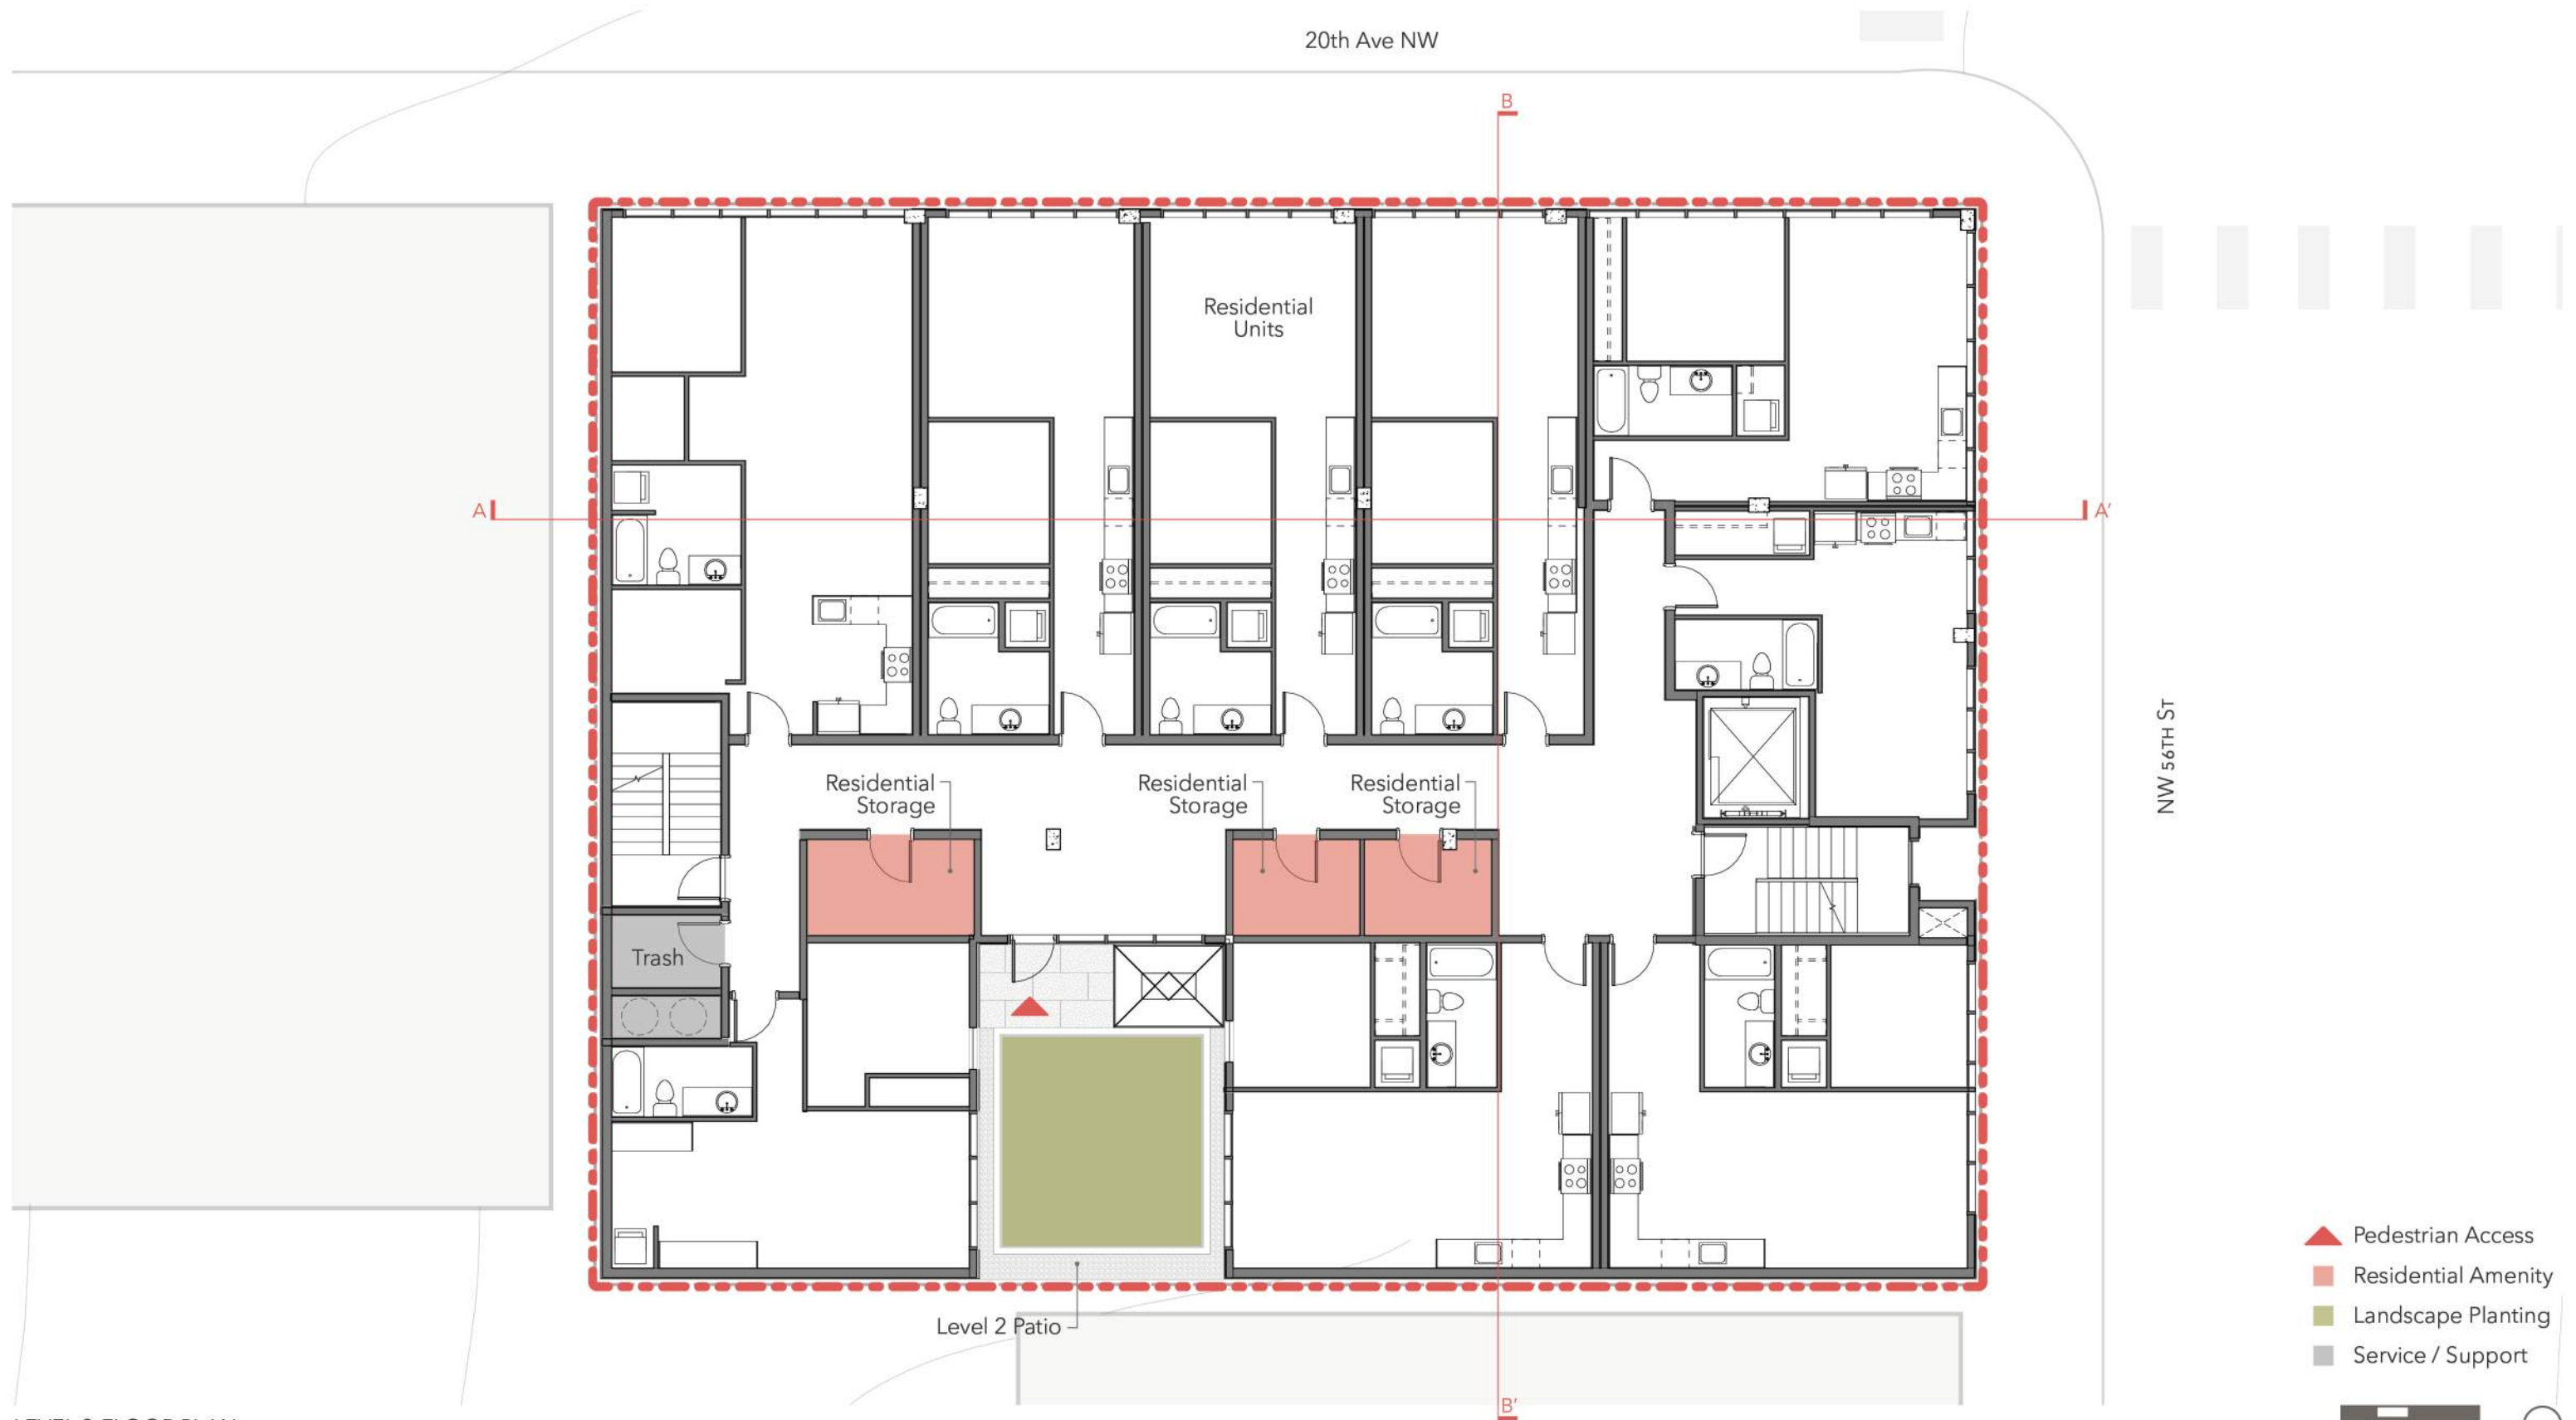 20th Ave NW
B
Residential
Units
A
A'
NW 56TH ST
Residential
Storage
Residential
Storage
Residential
Storage
Trash
Level 2 Patio
Pedestrian Access
Residential Amenity
Landscape Planting
Service / Support
B'